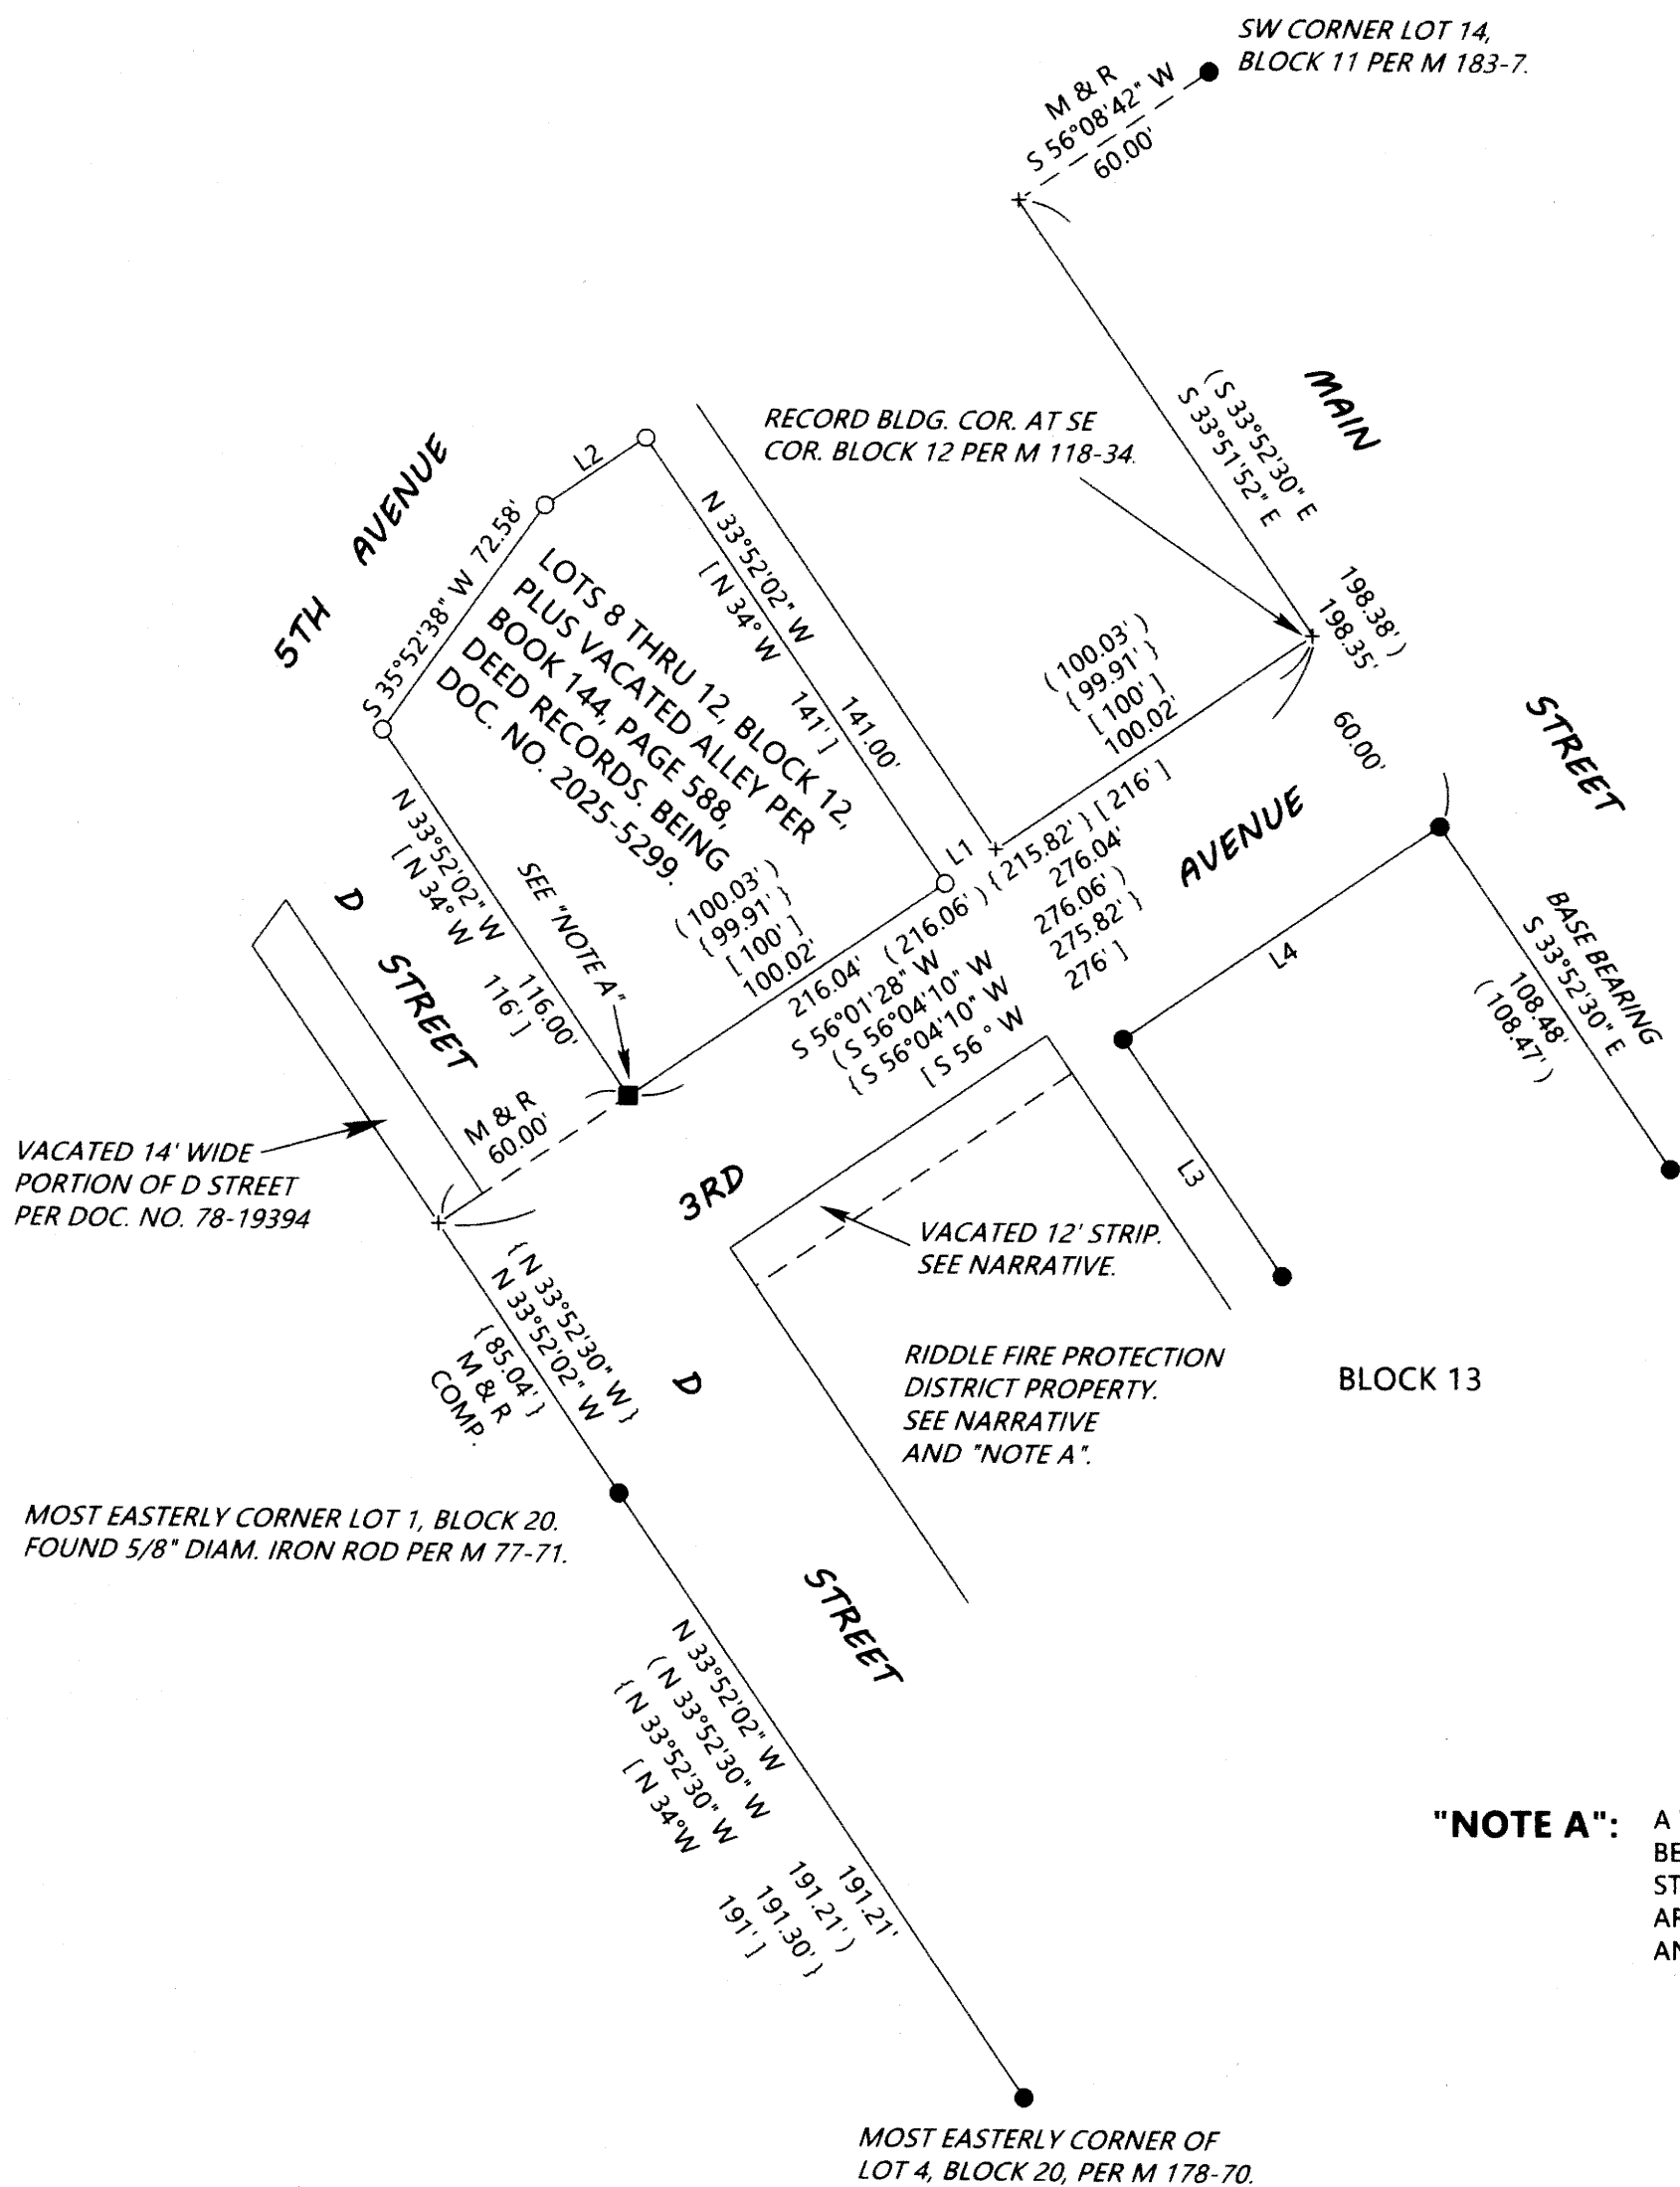 SW CORNER LOT 14,
BLOCK 11 PER M 183-7.
M & R
S 56°08'42" W
60.00'
MAIN
STREET
( S 33°52'30" E
S 33°51'52" E
198.38' )
198.35'
60.00'
RECORD BLDG. COR. AT SE
COR. BLOCK 12 PER M 118-34.
5TH AVENUE
L2
S 35°52'38" W 72.58'
N 33°52'02" W 141.00'
[ N 34° W 141' ]
LOTS 8 THRU 12, BLOCK 12,
PLUS VACATED ALLEY PER
BOOK 144, PAGE 588,
DEED RECORDS. BEING
DOC. NO. 2025-5299.
( 100.03' )
{ 99.91' }
[ 100' ]
100.02'
L1
( 100.03' )
{ 99.91' }
[ 100' ]
100.02'
N 33°52'02" W 116.00'
[ N 34° W 116' ]
SEE "NOTE A"
216.04' ( 216.06' ) { 215.82' } [ 216' ]
S 56°01'28" W 276.04'
( S 56°04'10" W 276.06' )
{ S 56°04'10" W 275.82' }
[ S 56 ° W 276' ]
3RD AVENUE
L4
BASE BEARING
S 33°52'30" E
108.48'
( 108.47' )
L3
D STREET
M & R
60.00'
VACATED 14' WIDE
PORTION OF D STREET
PER DOC. NO. 78-19394
VACATED 12' STRIP.
SEE NARRATIVE.
RIDDLE FIRE PROTECTION
DISTRICT PROPERTY.
SEE NARRATIVE
AND "NOTE A".
BLOCK 13
{ N 33°52'30" W }
N 33°52'02" W
{ 85.04' }
M & R
COMP.
D STREET
MOST EASTERLY CORNER LOT 1, BLOCK 20.
FOUND 5/8" DIAM. IRON ROD PER M 77-71.
N 33°52'02" W 191.21'
( N 33°52'30" W 191.21' )
{ N 33°52'30" W 191.30' }
[ N 34°W 191' ]
MOST EASTERLY CORNER OF
LOT 4, BLOCK 20, PER M 178-70.
"NOTE A": A
BE
ST
AN